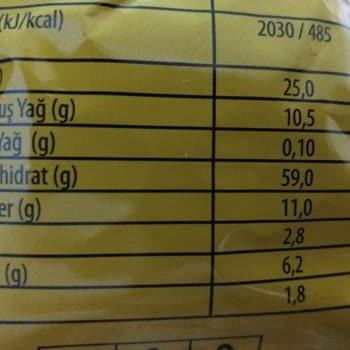 (kJ/kcal) 2030 / 485
) 25,0
uş Yağ (g) 10,5
Yağ (g) 0,10
hidrat (g) 59,0
er (g) 11,0
2,8
(g) 6,2
1,8